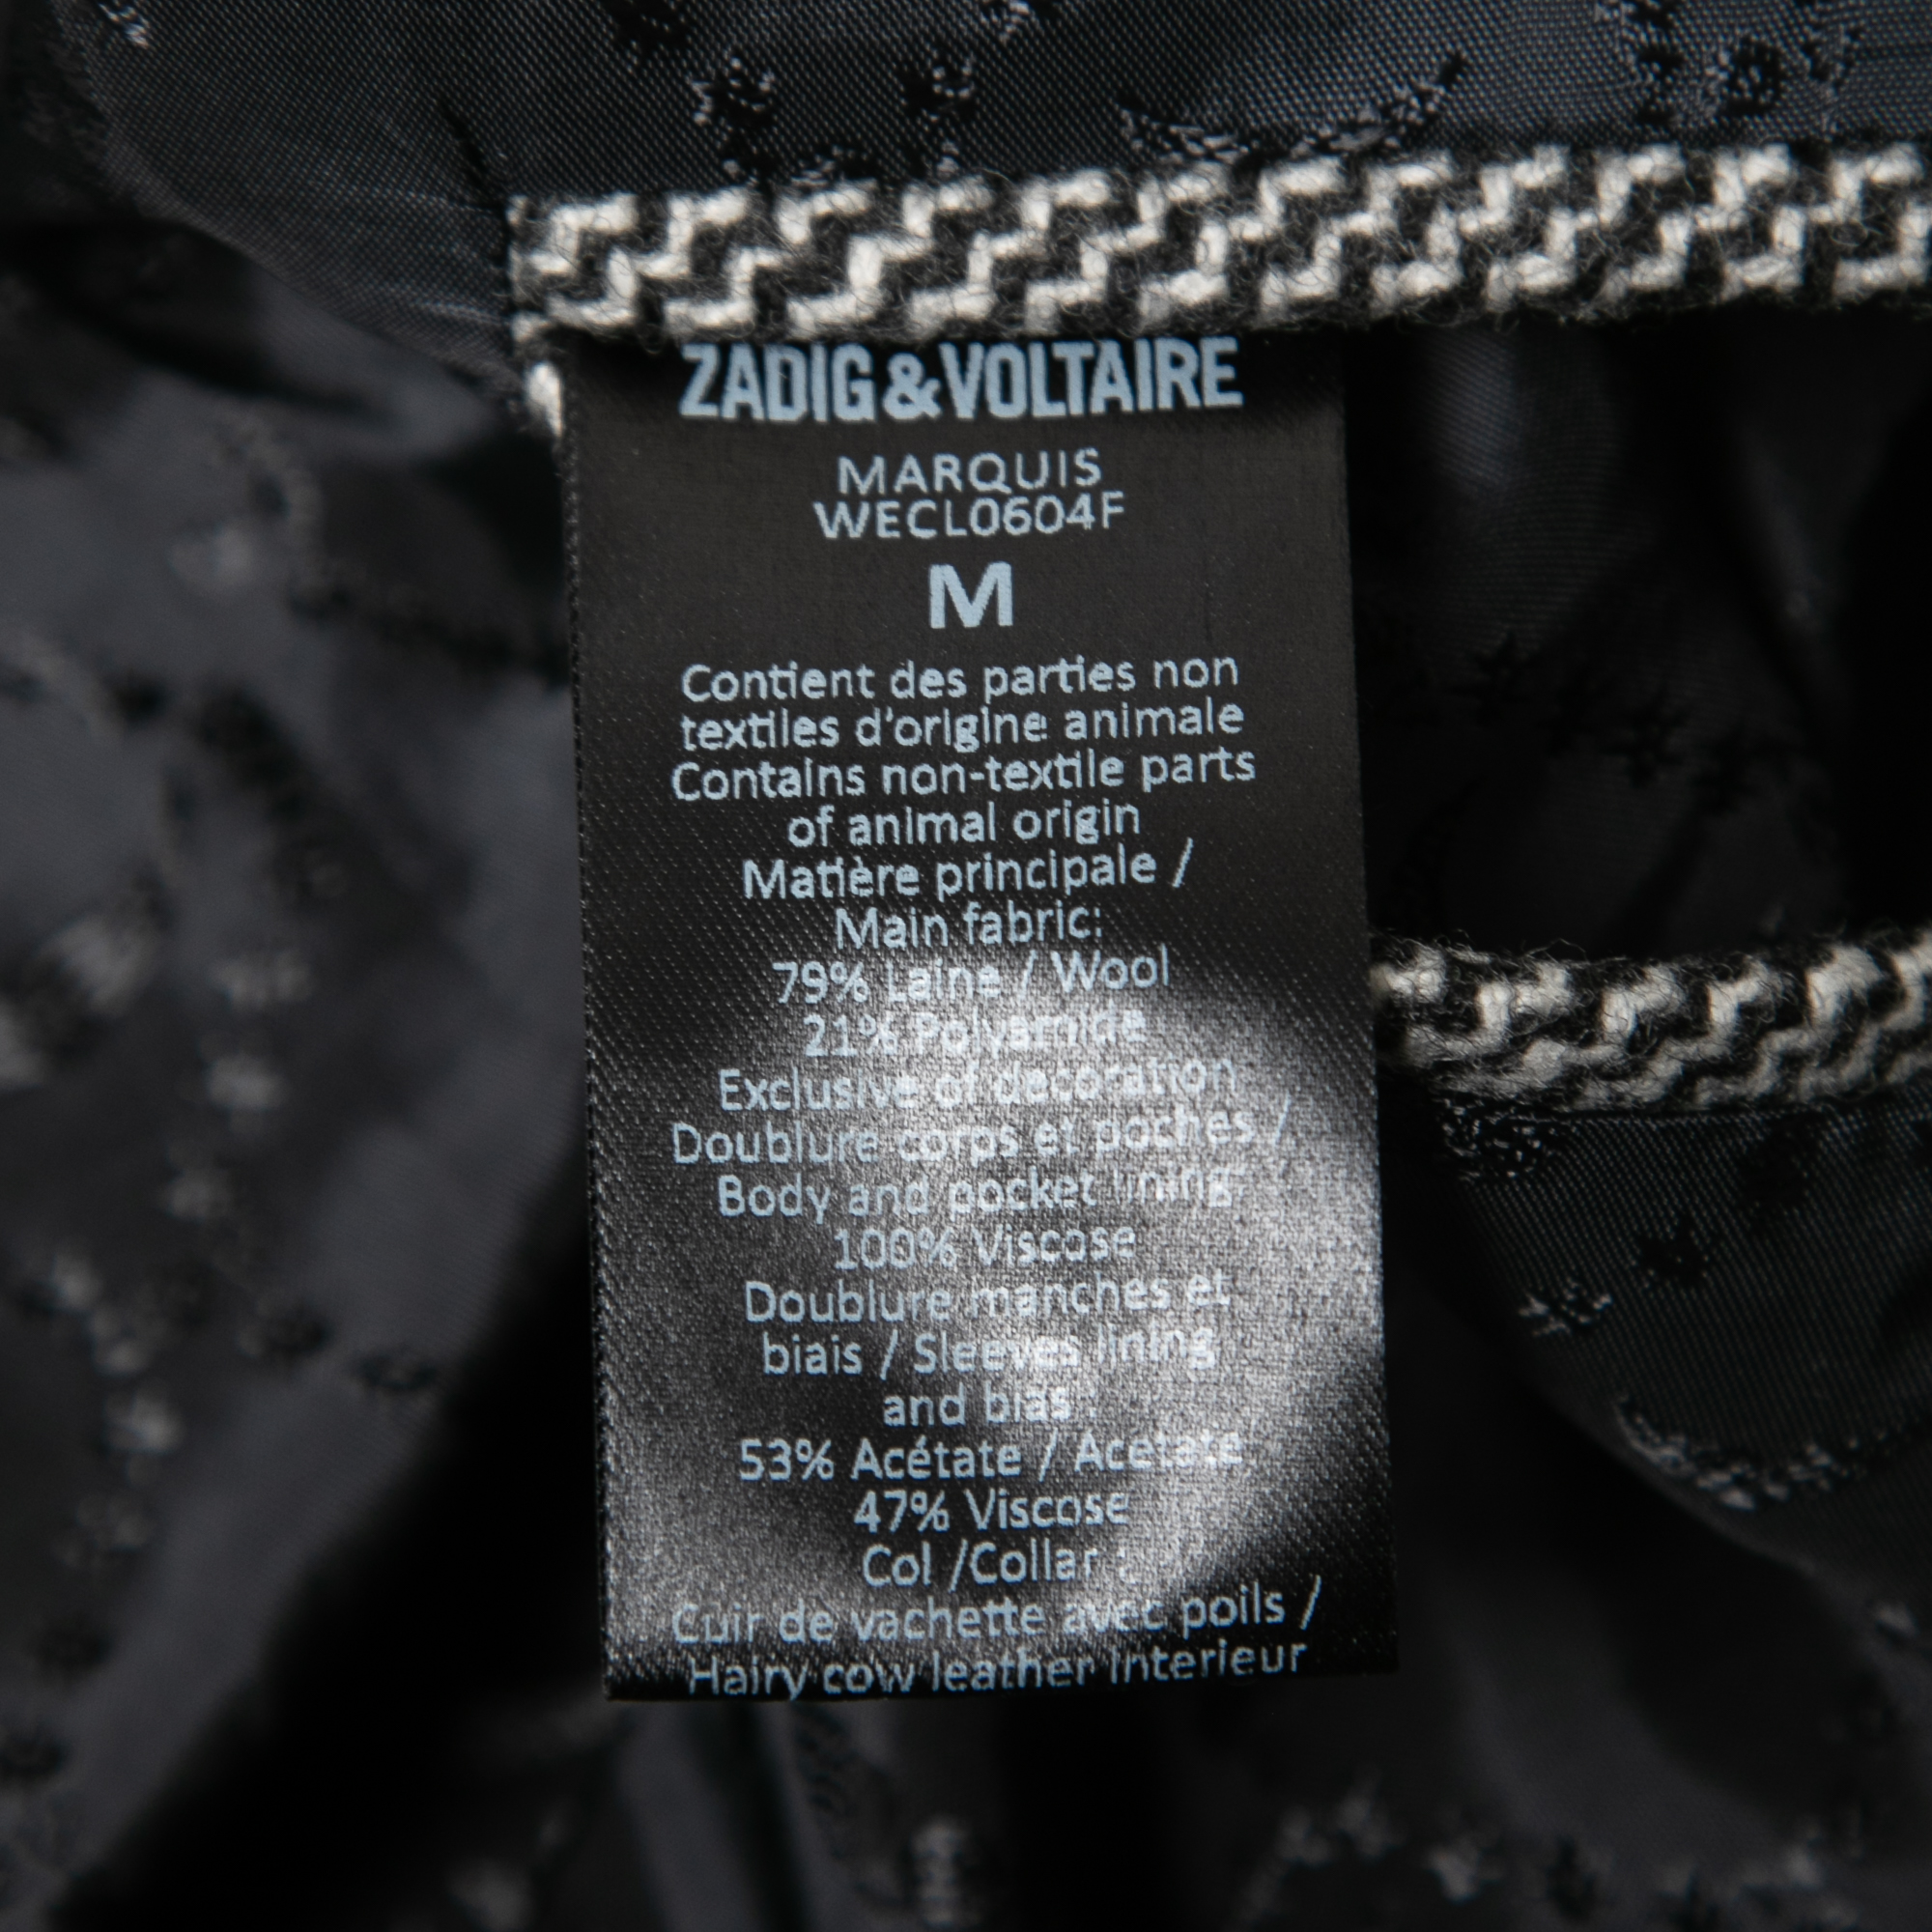 ZADIG&VOLTAIRE
MARQUIS
WECL0604F
M
Contient des parties non
textiles d'origine animale
Contains non-textile parts
of animal origin
Matière principale /
Main fabric:
79% Laine / Wool
21% Polyamide
Exclusive of decoration
Doublure corps et poches /
Body and pocket lining
100% Viscose
Doublure manches et
biais / Sleeves lining
and bias :
53% Acétate / Acetate
47% Viscose
Col /Collar :
Cuir de vachette avec poils /
Hairy cow leather Interieur